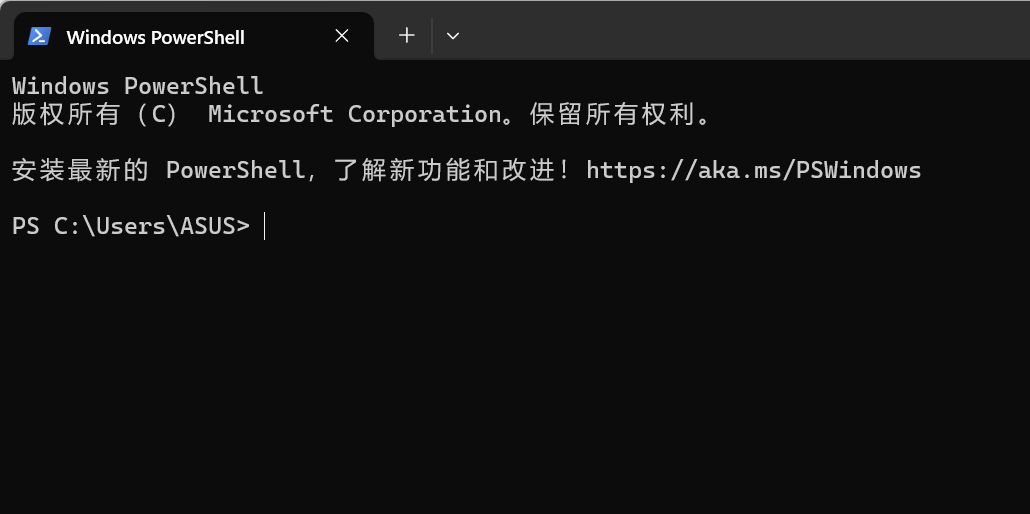 Windows PowerShell
Windows PowerShell
版权所有（C） Microsoft Corporation。保留所有权利。
安装最新的 PowerShell，了解新功能和改进！https://aka.ms/PSWindows
PS C:\Users\ASUS>